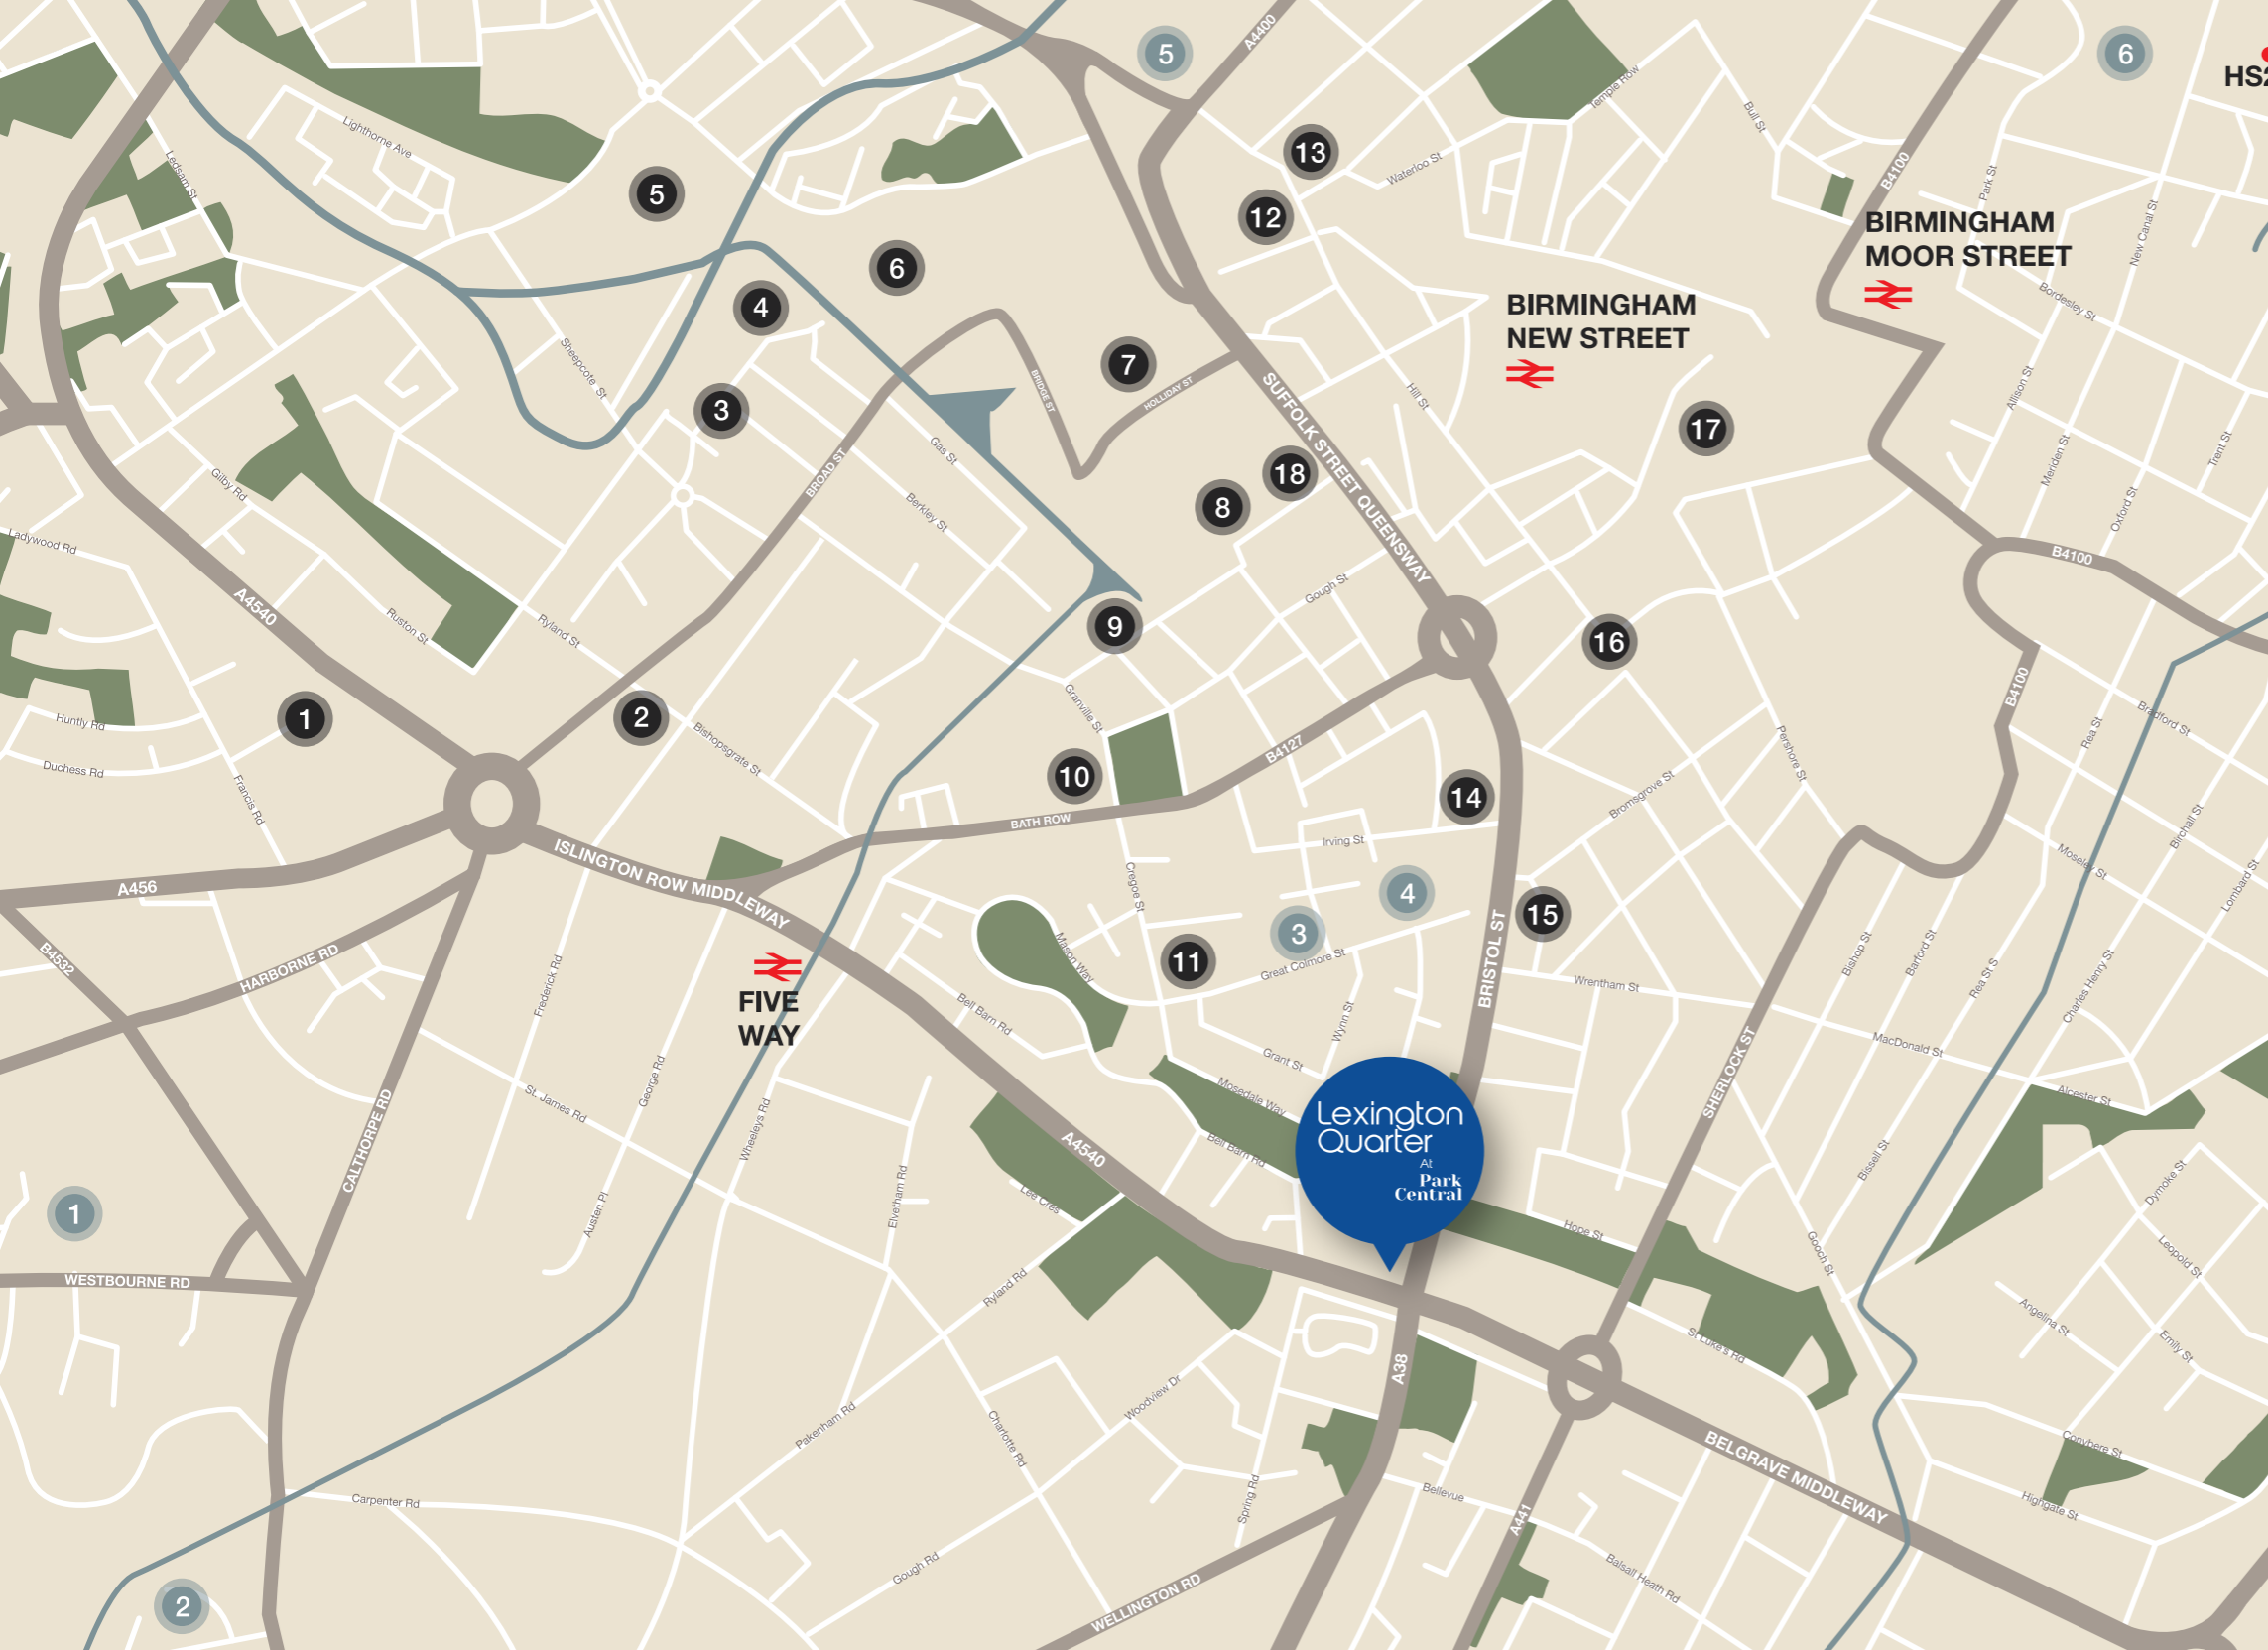 5
A4400
6
HS2
Temple Row
Bull St
Lighthorne Ave
Ledsam St
13
Waterloo St
B4100
Park St
5
12
BIRMINGHAM
MOOR STREET
New Canal St
6
4
BIRMINGHAM
NEW STREET
Bordesley St
Sheepcote St
7
BRIDGE ST
HOLLIDAY ST
Hill St
Allison St
3
SUFFOLK STREET QUEENSWAY
17
Gas St
Meriden St
Trent St
BROAD ST
18
Gilby Rd
8
Berkley St
Oxford St
Ladywood Rd
B4100
A4540
Gough St
Ruston St
Ryland St
9
16
B4100
Granville St
1
2
Huntly Rd
Bradford St
Rea St
Bishopsgrate St
B4127
Pershore St
Duchess Rd
10
14
Bromsgrove St
Francis Rd
BATH ROW
Irving St
Birchall St
ISLINGTON ROW MIDDLEWAY
Moseley St
A456
Cregoe St
4
Lombard St
15
3
B4532
HARBORNE RD
Mason Way
11
Great Colmore St
BRISTOL ST
Bishop St
Barford St
Rea St S
Charles Henry St
Frederick Rd
FIVE
WAY
Bell Barn Rd
Wynn St
Wrentham St
Grant St
MacDonald St
SHERLOCK ST
George Rd
St. James Rd
Mosedale Way
Alcester St
Lexington
Quarter
At
Park
Central
CALTHORPE RD
Wheeleys Rd
A4540
Bell Barn Rd
Bissell St
Dymoke St
Elvetham Rd
Lee Cres
1
Austen Pl
Hope St
Gooch St
Leopold St
WESTBOURNE RD
Ryland Rd
Angelina St
St Luke's Rd
Emily St
A38
Woodview Dr
Pakenham Rd
Charlotte Rd
BELGRAVE MIDDLEWAY
Conybere St
Carpenter Rd
Spring Rd
Bellevue
A441
Highgate St
Gough Rd
Balsall Heath Rd
WELLINGTON RD
2